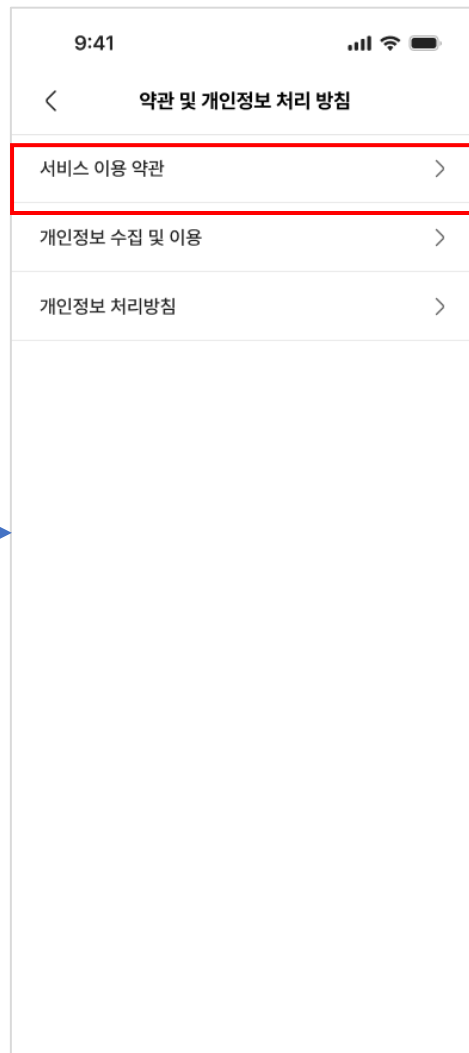 9:41
약관 및 개인정보 처리 방침
서비스 이용 약관
개인정보 수집 및 이용
개인정보 처리방침